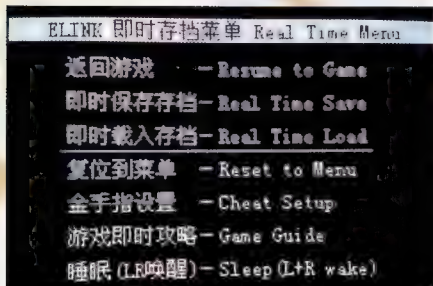 ELINK 即时存档菜单 Real Time Menu
返回游戏 －Resume to Game
即时保存存档－Real Time Save
即时载入存档－Real Time Load
复位到菜单 －Reset to Menu
金手指设置 －Cheat Setup
游戏即时攻略－Game Guide
睡眠(LR唤醒)－Sleep(L+R wake)